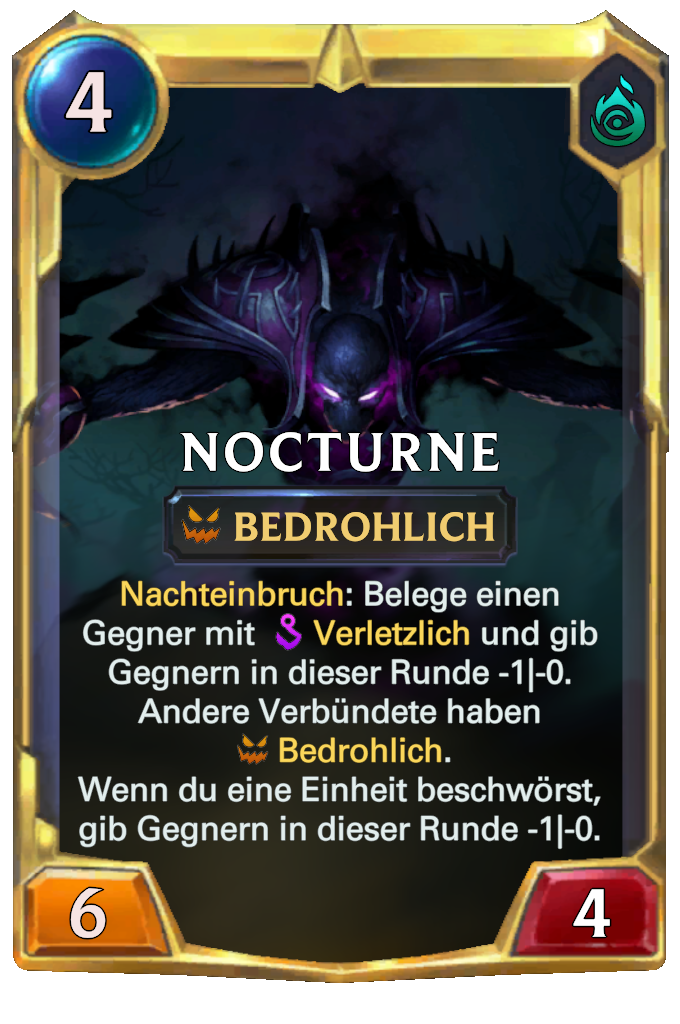 4
NOCTURNE
BEDROHLICH
Nachteinbruch: Belege einen
Gegner mit Verletzlich und gib
Gegnern in dieser Runde -1|-0.
Andere Verbündete haben
Bedrohlich.
Wenn du eine Einheit beschwörst,
gib Gegnern in dieser Runde -1|-0.
6
4